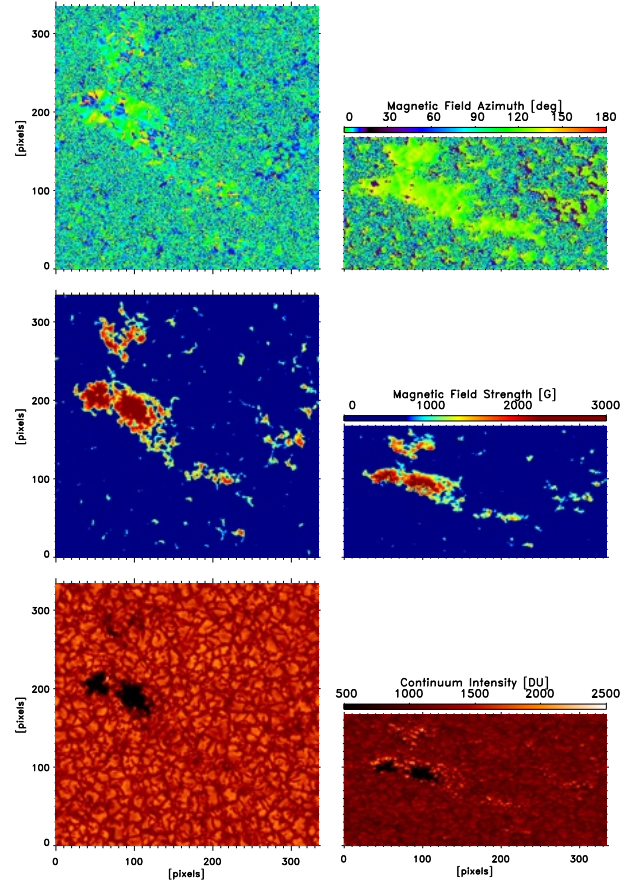 300
200
100
0
[pixels]
Magnetic Field Azimuth [deg]
0 30 60 90 120 150 180
300
200
100
0
[pixels]
Magnetic Field Strength [G]
0 1000 2000 3000
300
200
100
0
[pixels]
0 100 200 300
[pixels]
Continuum Intensity [DU]
500 1000 1500 2000 2500
0 100 200 300
[pixels]